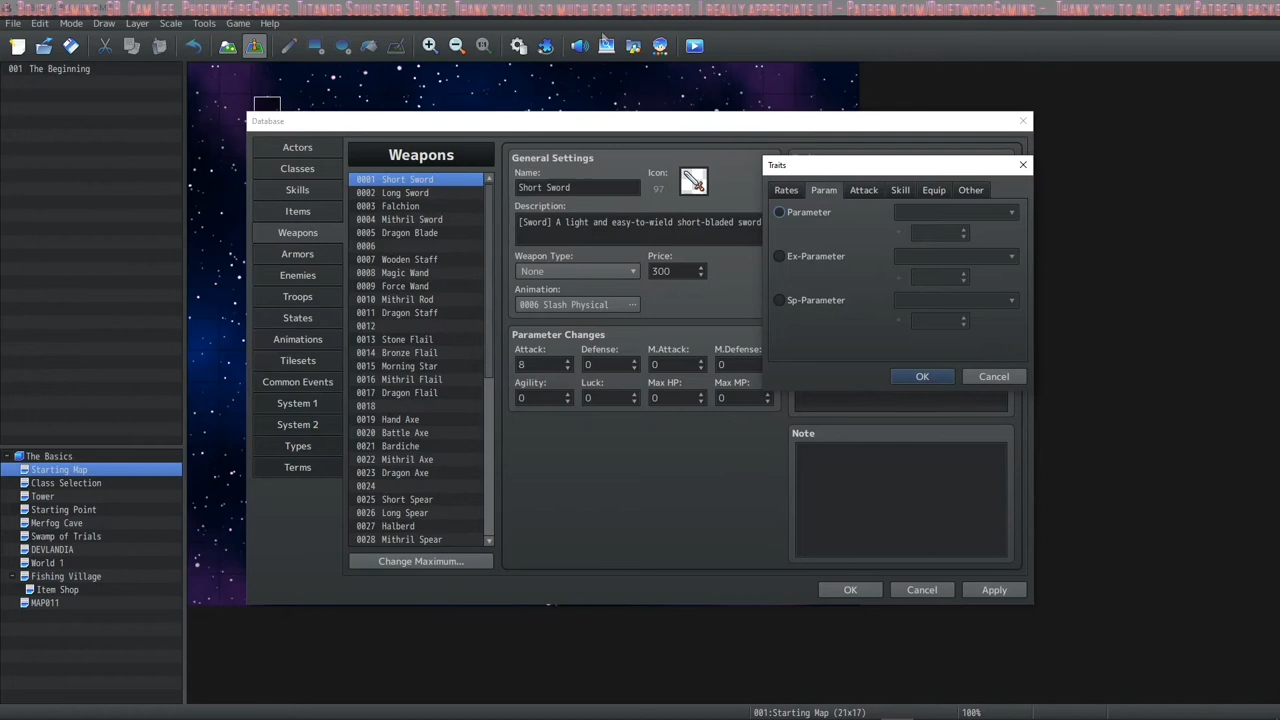 File Edit Mode Draw Layer Scale Tools Game Help
001 The Beginning
Database
Actors
Classes
Skills
Items
Weapons
Armors
Enemies
Troops
States
Animations
Tilesets
Common Events
System 1
System 2
Types
Terms
Weapons
0001 Short Sword
0002 Long Sword
0003 Falchion
0004 Mithril Sword
0005 Dragon Blade
0006
0007 Wooden Staff
0008 Magic Wand
0009 Force Wand
0010 Mithril Rod
0011 Dragon Staff
0012
0013 Stone Flail
0014 Bronze Flail
0015 Morning Star
0016 Mithril Flail
0017 Dragon Flail
0018
0019 Hand Axe
0020 Battle Axe
0021 Bardiche
0022 Mithril Axe
0023 Dragon Axe
0024
0025 Short Spear
0026 Long Spear
0027 Halberd
0028 Mithril Spear
Change Maximum...
General Settings
Name:
Short Sword
Icon:
97
Description:
[Sword] A light and easy-to-wield short-bladed sword
Weapon Type:
None
Price:
300
Animation:
0006 Slash Physical ...
Parameter Changes
Attack: Defense: M.Attack: M.Defense:
8 0 0 0
Agility: Luck: Max HP: Max MP:
0 0 0 0
Traits
Rates Param Attack Skill Equip Other
Parameter
Ex-Parameter
Sp-Parameter
OK Cancel
Note
OK Cancel Apply
The Basics
Starting Map
Class Selection
Tower
Starting Point
Merfog Cave
Swamp of Trials
DEVLANDIA
World 1
Fishing Village
Item Shop
MAP011
001:Starting Map (21x17) 100%